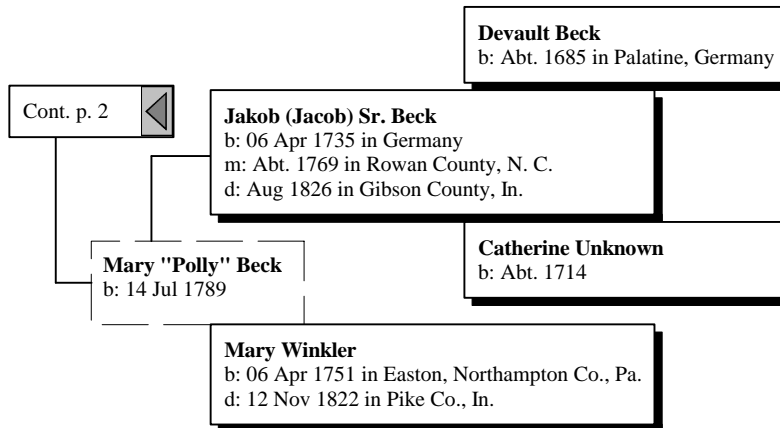 Devault Beck
b: Abt. 1685 in Palatine, Germany
Cont. p. 2
Jakob (Jacob) Sr. Beck
b: 06 Apr 1735 in Germany
m: Abt. 1769 in Rowan County, N. C.
d: Aug 1826 in Gibson County, In.
Catherine Unknown
b: Abt. 1714
Mary "Polly" Beck
b: 14 Jul 1789
Mary Winkler
b: 06 Apr 1751 in Easton, Northampton Co., Pa.
d: 12 Nov 1822 in Pike Co., In.